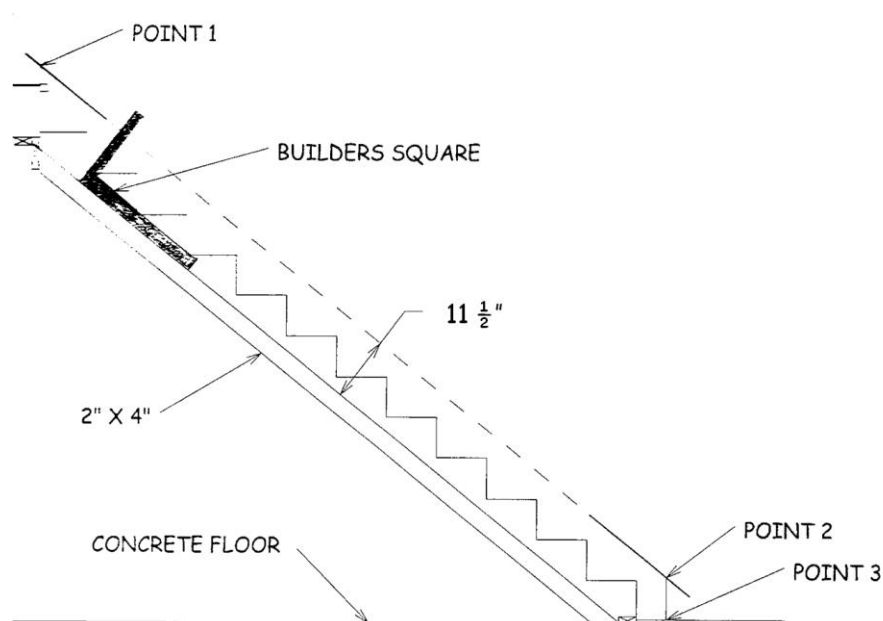 POINT 1
BUILDERS SQUARE
11 1/2"
2" X 4"
POINT 2
CONCRETE FLOOR
POINT 3